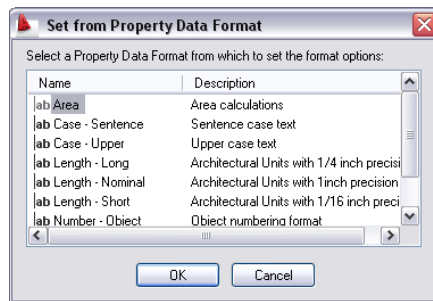 Set from Property Data Format
Select a Property Data Format from which to set the format options:
Name Description
ab Area Area calculations
ab Case - Sentence Sentence case text
ab Case - Upper Upper case text
ab Length - Long Architectural Units with 1/4 inch precisi
ab Length - Nominal Architectural Units with 1inch precision
ab Length - Short Architectural Units with 1/16 inch preci
ab Number - Object Object numbering format
OK Cancel